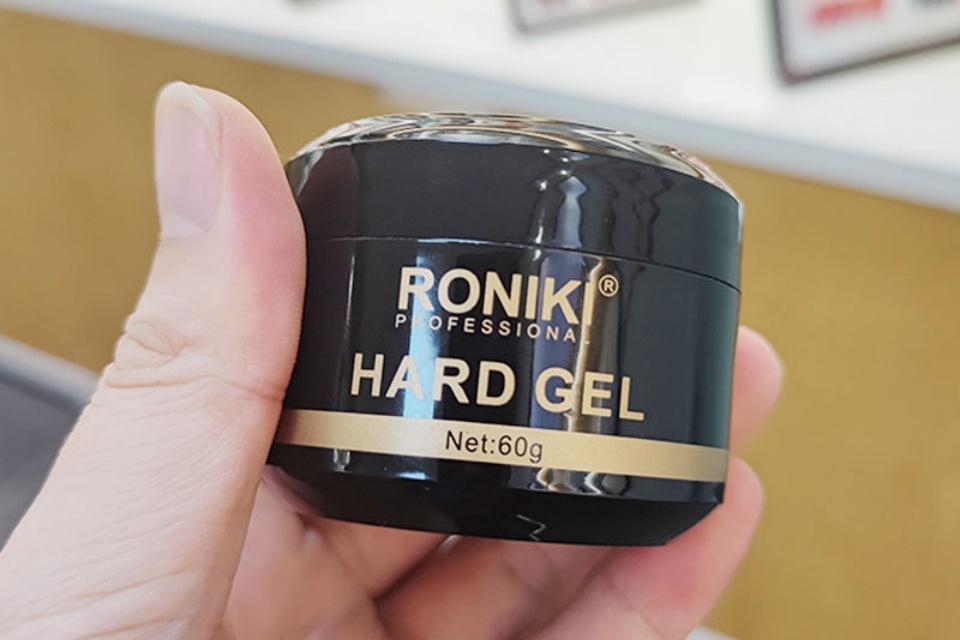 RONIKI®
PROFESSIONAL
HARD GEL
Net:60g